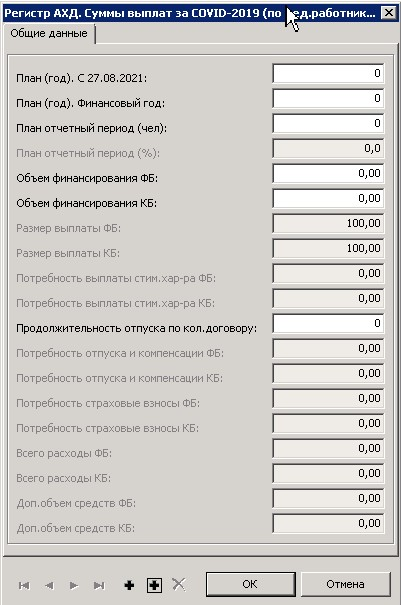 Регистр АХД. Суммы выплат за COVID-2019 (по мед.работник...
Общие данные
План (год). С 27.08.2021: 0
План (год). Финансовый год: 0
План отчетный период (чел): 0
План отчетный период (%): 0,0
Объем финансирования ФБ: 0,00
Объем финансирования КБ: 0,00
Размер выплаты ФБ: 100,00
Размер выплаты КБ: 100,00
Потребность выплаты стим.хар-ра ФБ: 0,00
Потребность выплаты стим.хар-ра КБ: 0,00
Продолжительность отпуска по кол.договору: 0
Потребность отпуска и компенсации ФБ: 0,00
Потребность отпуска и компенсации КБ: 0,00
Потребность страховые взносы ФБ: 0,00
Потребность страховые взносы КБ: 0,00
Всего расходы ФБ: 0,00
Всего расходы КБ: 0,00
Доп.объем средств ФБ: 0,00
Доп.объем средств КБ: 0,00
ОК Отмена